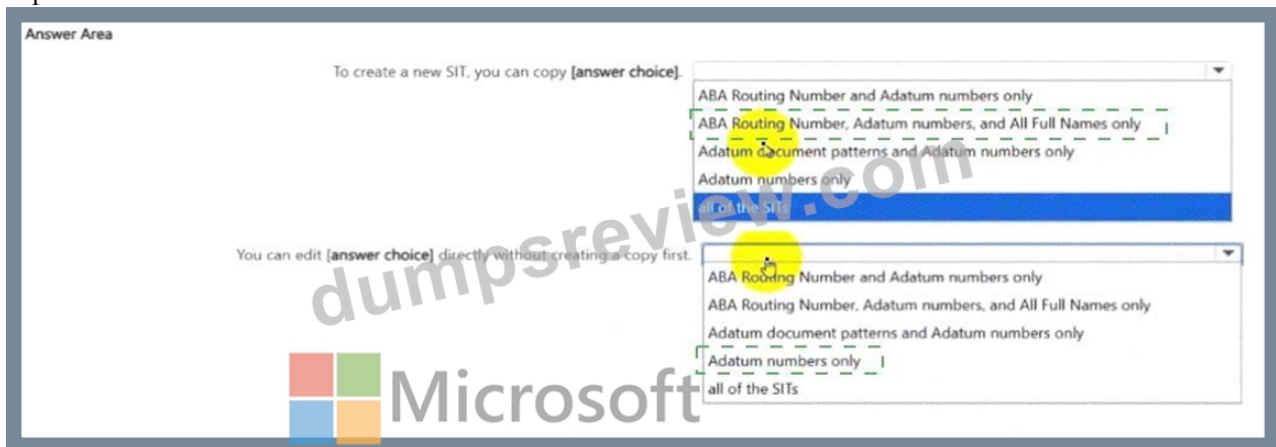 Answer Area
To create a new SIT, you can copy [answer choice].
ABA Routing Number and Adatum numbers only
ABA Routing Number, Adatum numbers, and All Full Names only
Adatum document patterns and Adatum numbers only
Adatum numbers only
all of the SITs
You can edit [answer choice] directly without creating a copy first.
ABA Routing Number and Adatum numbers only
ABA Routing Number, Adatum numbers, and All Full Names only
Adatum document patterns and Adatum numbers only
Adatum numbers only
all of the SITs
dumpsreview.com
Microsoft